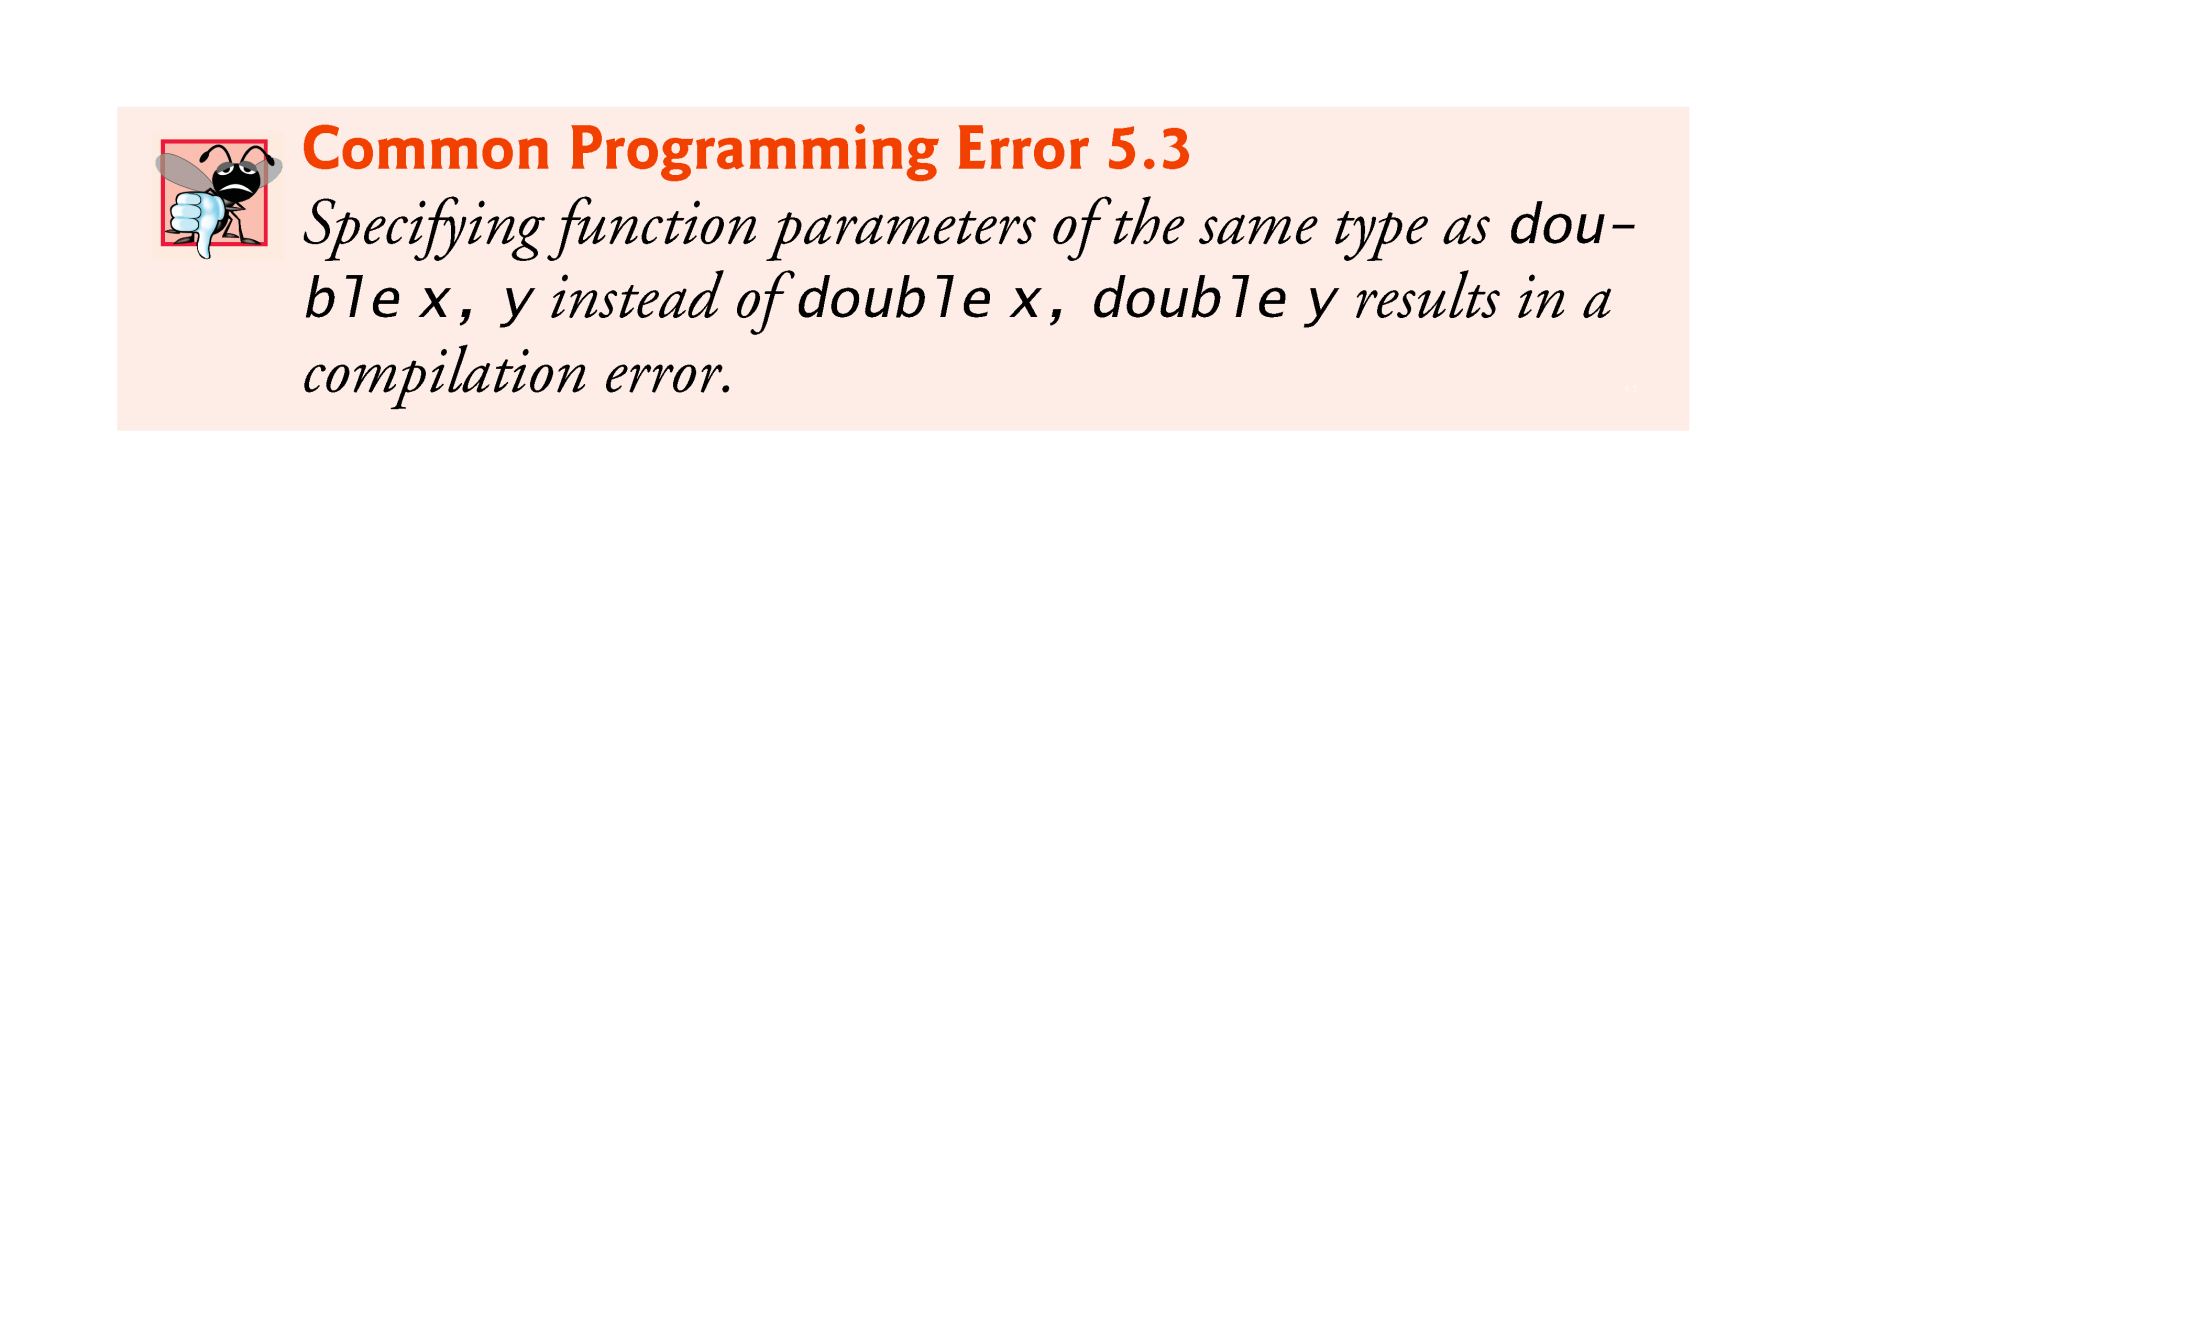 Common Programming Error 5.3
Specifying function parameters of the same type as dou-
ble x, y instead of double x, double y results in a
compilation error.